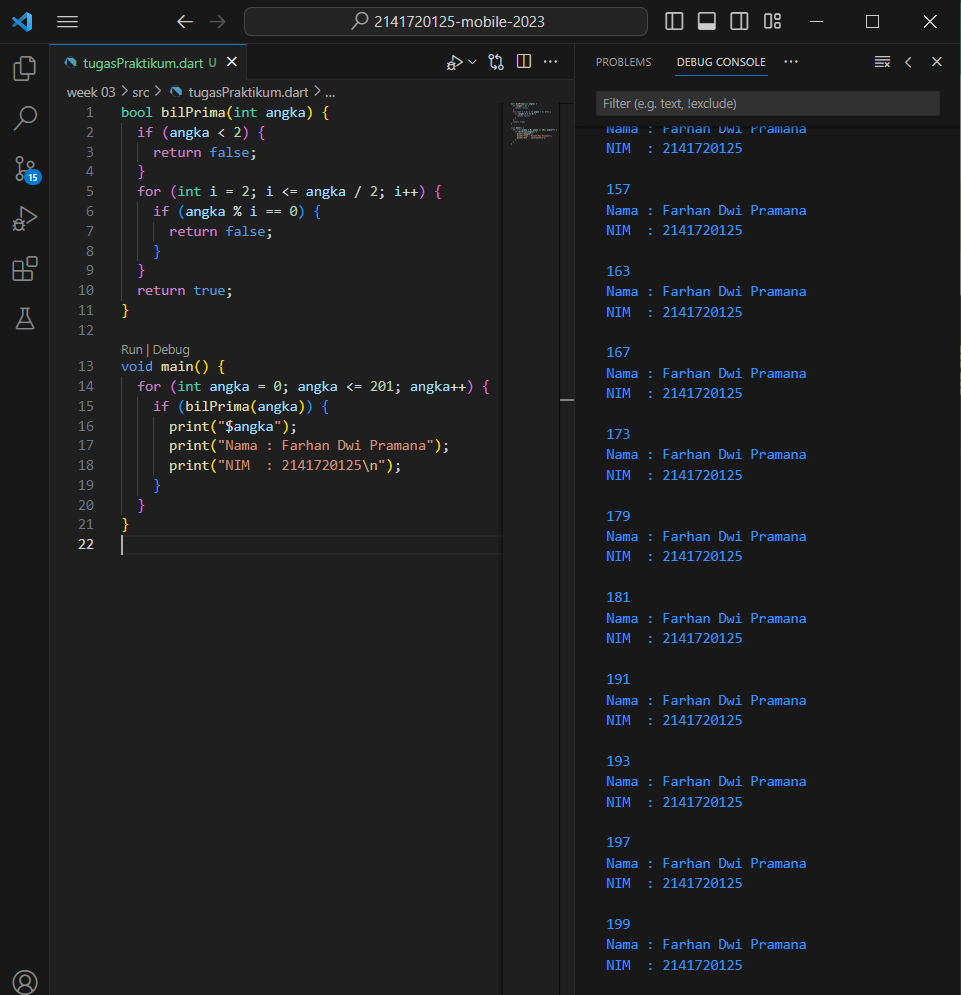 2141720125-mobile-2023
tugasPraktikum.dart U
week 03 > src > tugasPraktikum.dart > ...
1 bool bilPrima(int angka) {
2 if (angka < 2) {
3 return false;
4 }
5 for (int i = 2; i <= angka / 2; i++) {
6 if (angka % i == 0) {
7 return false;
8 }
9 }
10 return true;
11 }
12
Run | Debug
13 void main() {
14 for (int angka = 0; angka <= 201; angka++) {
15 if (bilPrima(angka)) {
16 print("$angka");
17 print("Nama : Farhan Dwi Pramana");
18 print("NIM  : 2141720125\n");
19 }
20 }
21 }
22
15
PROBLEMS DEBUG CONSOLE ...
Filter (e.g. text, !exclude)
Nama : Farhan Dwi Pramana
NIM  : 2141720125
157
Nama : Farhan Dwi Pramana
NIM  : 2141720125
163
Nama : Farhan Dwi Pramana
NIM  : 2141720125
167
Nama : Farhan Dwi Pramana
NIM  : 2141720125
173
Nama : Farhan Dwi Pramana
NIM  : 2141720125
179
Nama : Farhan Dwi Pramana
NIM  : 2141720125
181
Nama : Farhan Dwi Pramana
NIM  : 2141720125
191
Nama : Farhan Dwi Pramana
NIM  : 2141720125
193
Nama : Farhan Dwi Pramana
NIM  : 2141720125
197
Nama : Farhan Dwi Pramana
NIM  : 2141720125
199
Nama : Farhan Dwi Pramana
NIM  : 2141720125